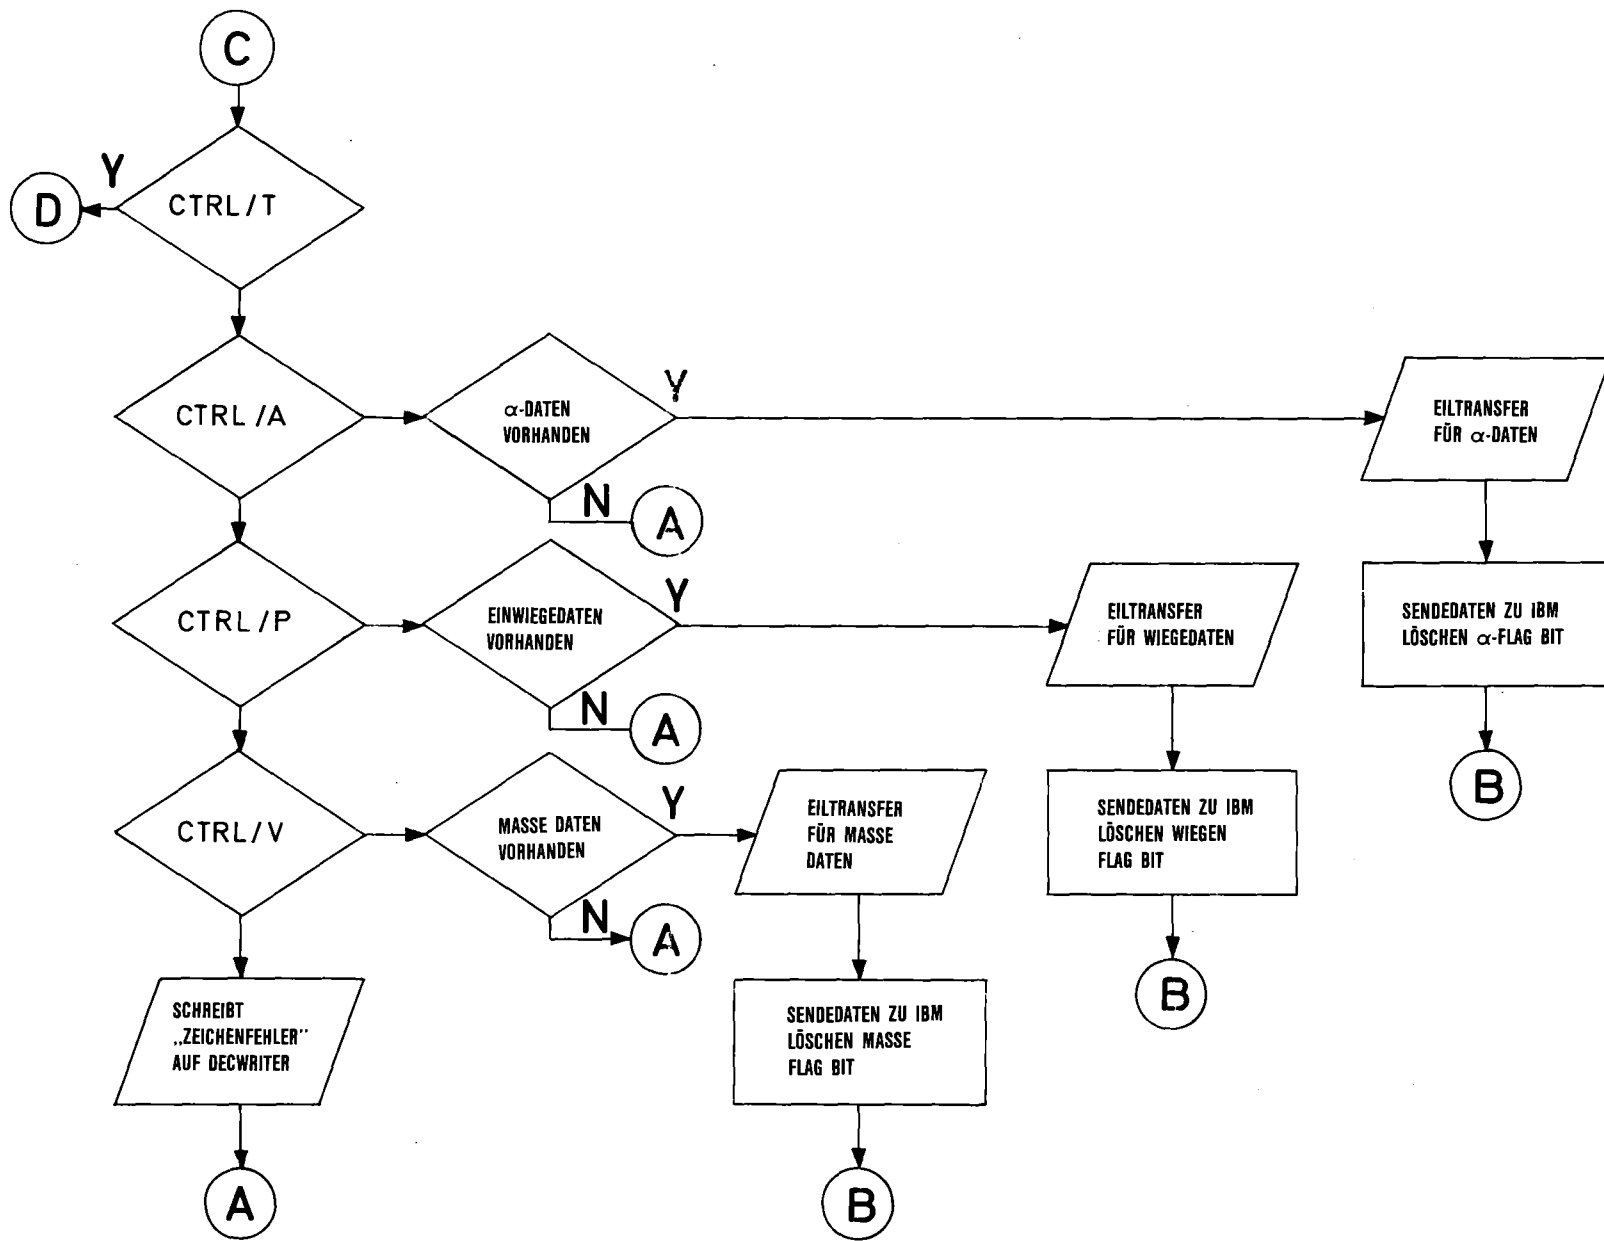 C
Y
D
CTRL/T
CTRL/A
α-DATEN
VORHANDEN
Y
EILTRANSFER
FÜR α-DATEN
N
A
CTRL/P
EINWIEGEDATEN
VORHANDEN
Y
EILTRANSFER
FÜR WIEGEDATEN
SENDEDATEN ZU IBM
LÖSCHEN α-FLAG BIT
N
A
B
CTRL/V
MASSE DATEN
VORHANDEN
Y
EILTRANSFER
FÜR MASSE
DATEN
SENDEDATEN ZU IBM
LÖSCHEN WIEGEN
FLAG BIT
N
A
B
SCHREIBT
„ZEICHENFEHLER"
AUF DECWRITER
SENDEDATEN ZU IBM
LÖSCHEN MASSE
FLAG BIT
A
B